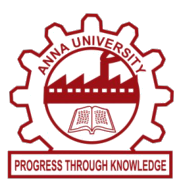 ANNA UNIVERSITY
PROGRESS THROUGH KNOWLEDGE